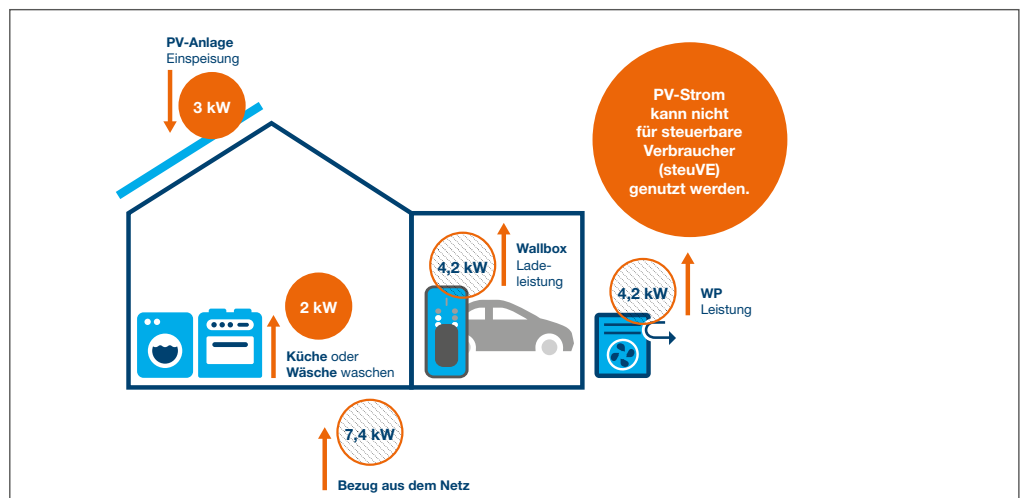 PV-Anlage
Einspeisung
3 kW
PV-Strom
kann nicht
für steuerbare
Verbraucher
(steuVE)
genutzt werden.
4,2 kW
Wallbox
Lade-
leistung
4,2 kW
WP
Leistung
2 kW
Küche oder
Wäsche waschen
7,4 kW
Bezug aus dem Netz